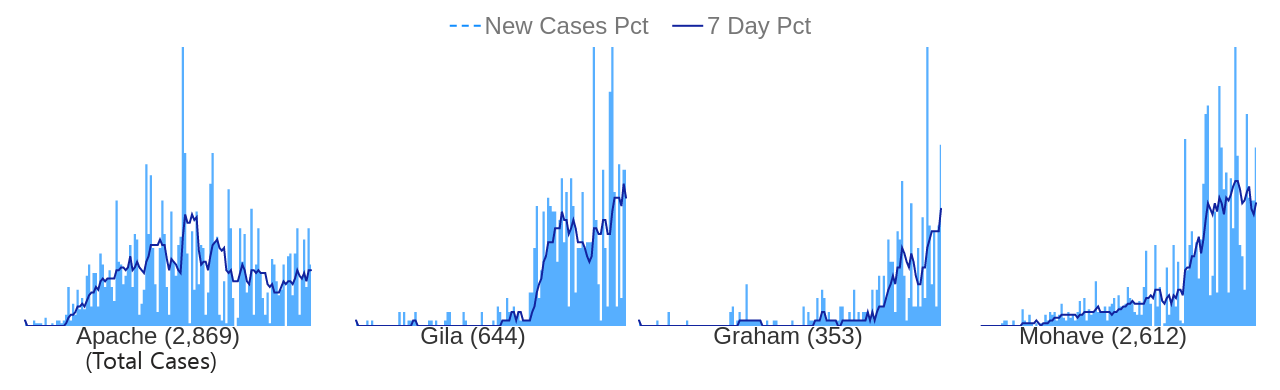 New Cases Pct 7 Day Pct
Apache (2,869) Gila (644) Graham (353) Mohave (2,612)
(Total Cases)